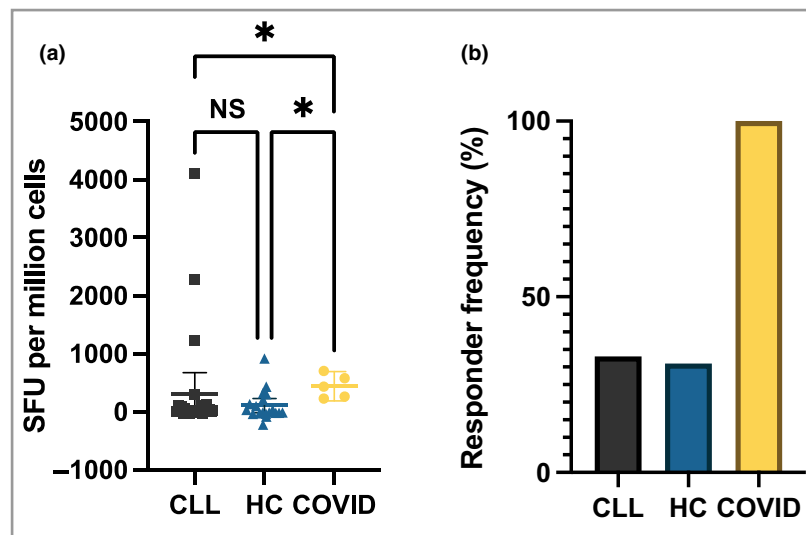 (a)
*
NS
*
SFU per million cells
5000
4000
3000
2000
1000
0
–1000
CLL
HC
COVID
(b)
Responder frequency (%)
100
50
0
CLL
HC
COVID